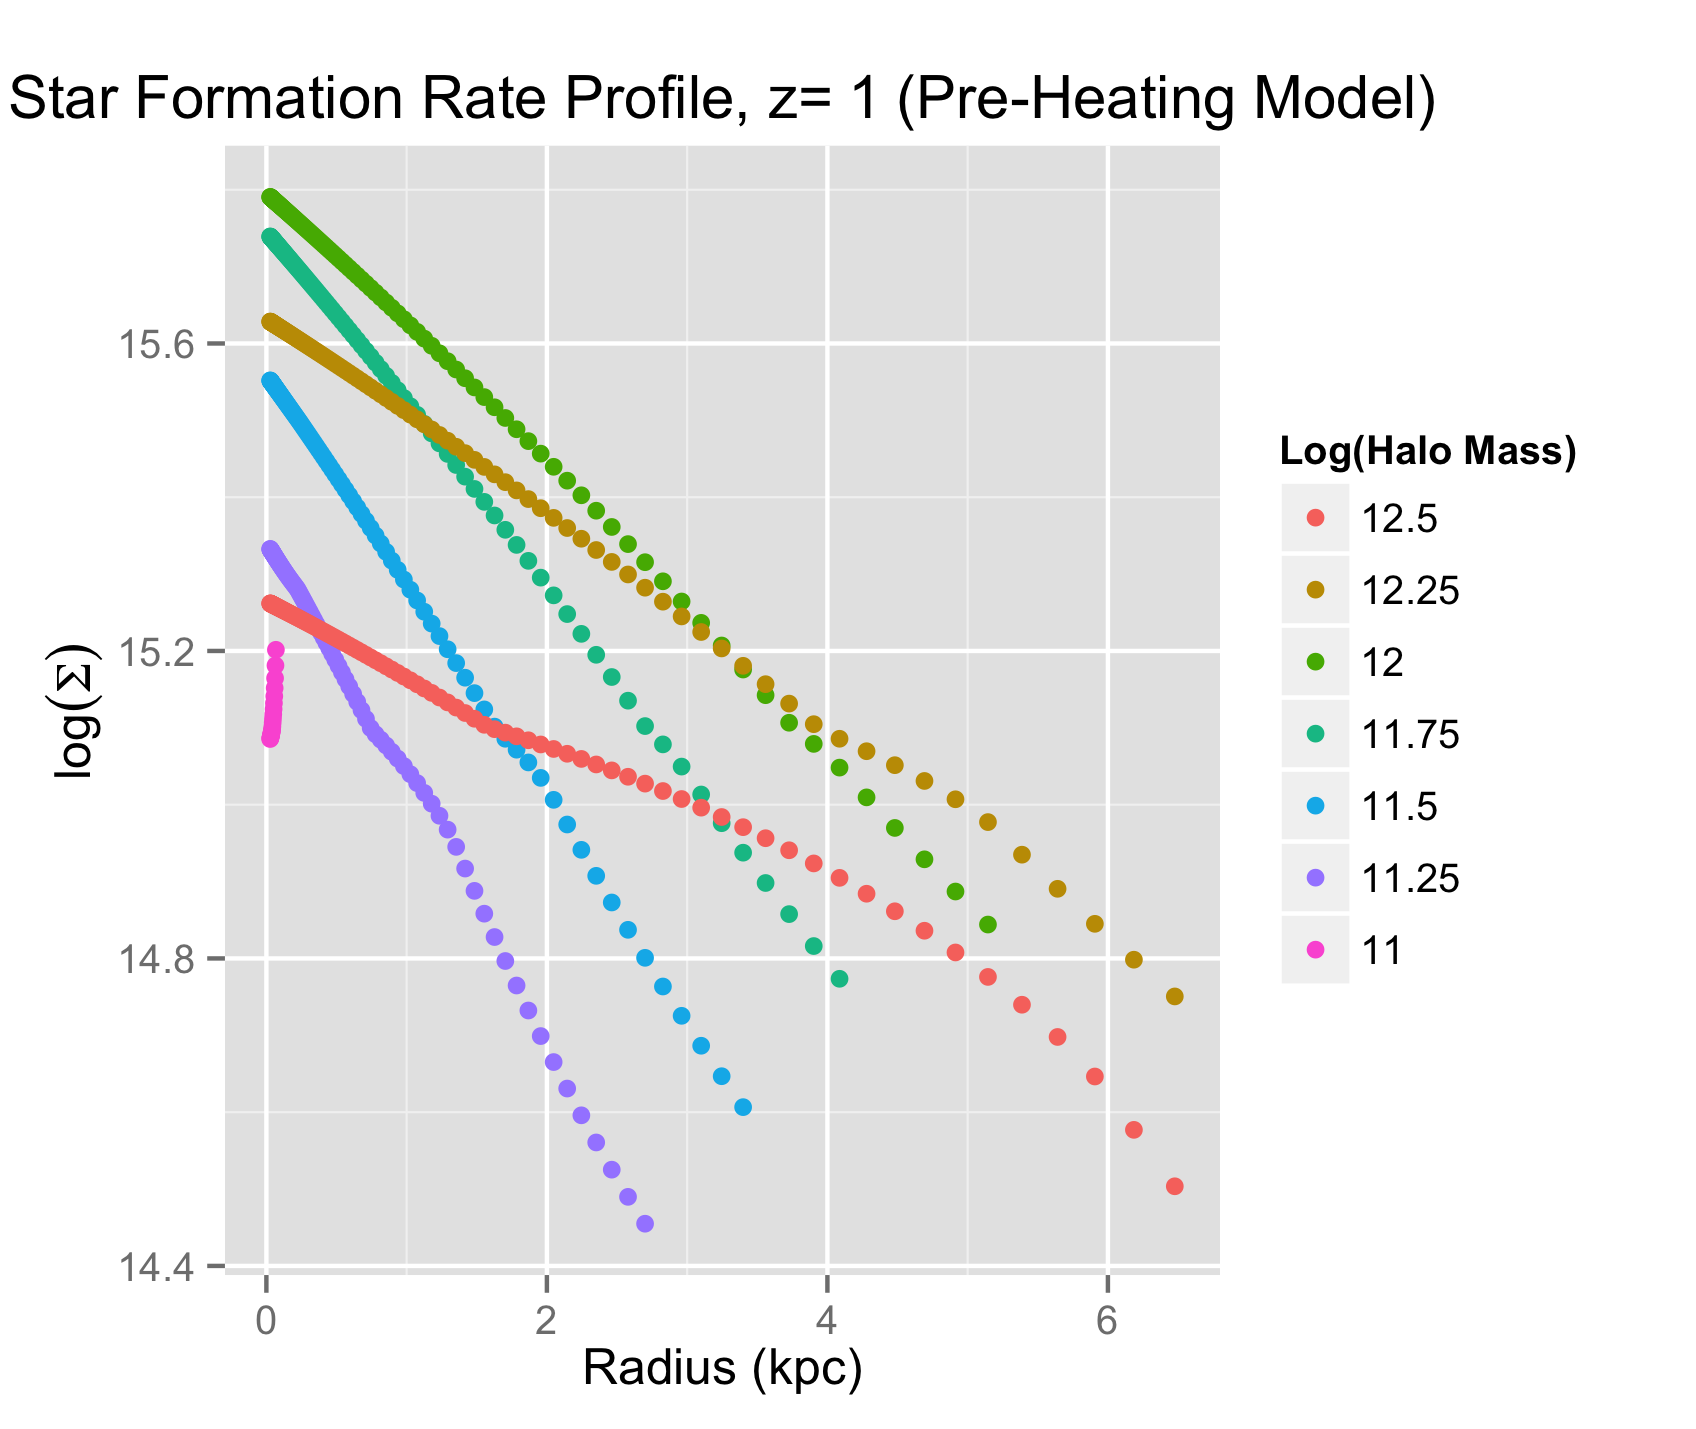 Star Formation Rate Profile, z= 1 (Pre-Heating Model)
15.6
15.2
14.8
14.4
log(Σ)
0 2 4 6
Radius (kpc)
Log(Halo Mass)
12.5
12.25
12
11.75
11.5
11.25
11